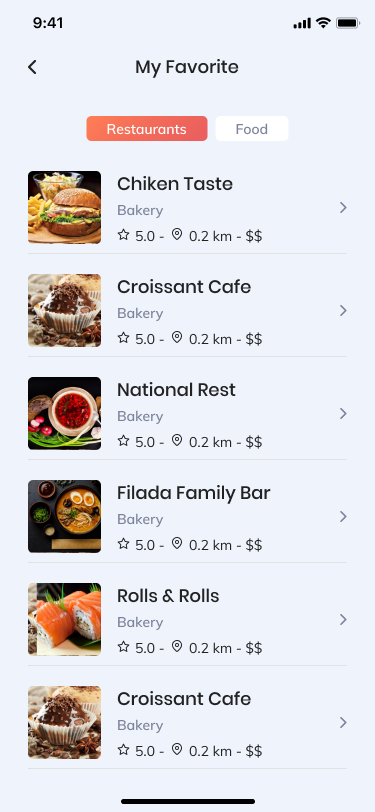 9:41
My Favorite
Restaurants
Food
Chiken Taste
Bakery
5.0 - 0.2 km - $$
Croissant Cafe
Bakery
5.0 - 0.2 km - $$
National Rest
Bakery
5.0 - 0.2 km - $$
Filada Family Bar
Bakery
5.0 - 0.2 km - $$
Rolls & Rolls
Bakery
5.0 - 0.2 km - $$
Croissant Cafe
Bakery
5.0 - 0.2 km - $$